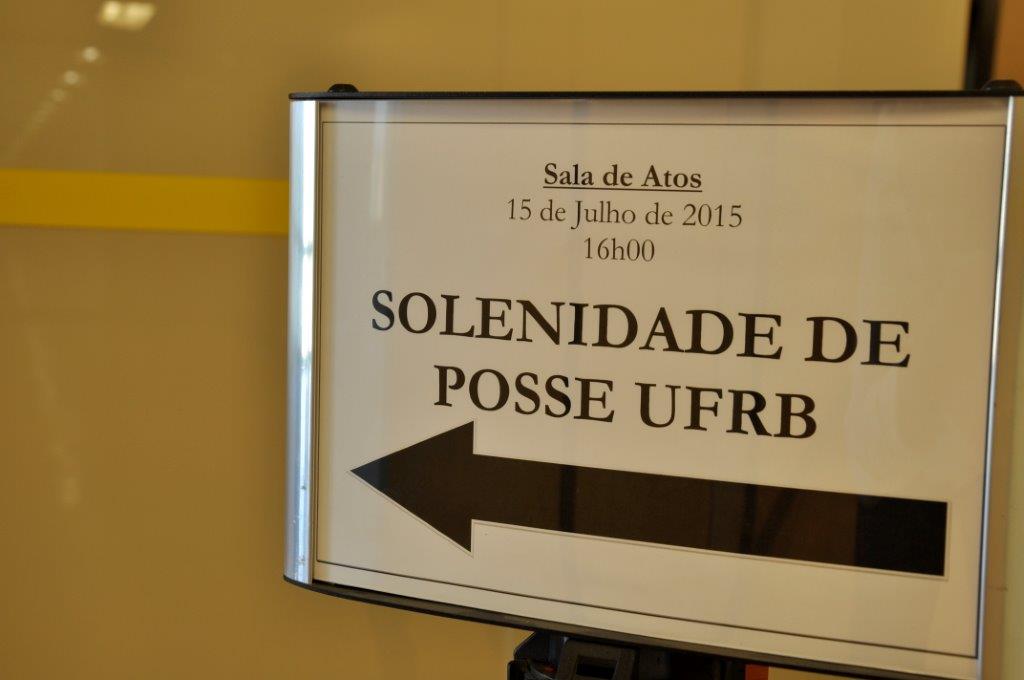 Sala de Atos
15 de Julho de 2015
16h00
SOLENIDADE DE
POSSE UFRB